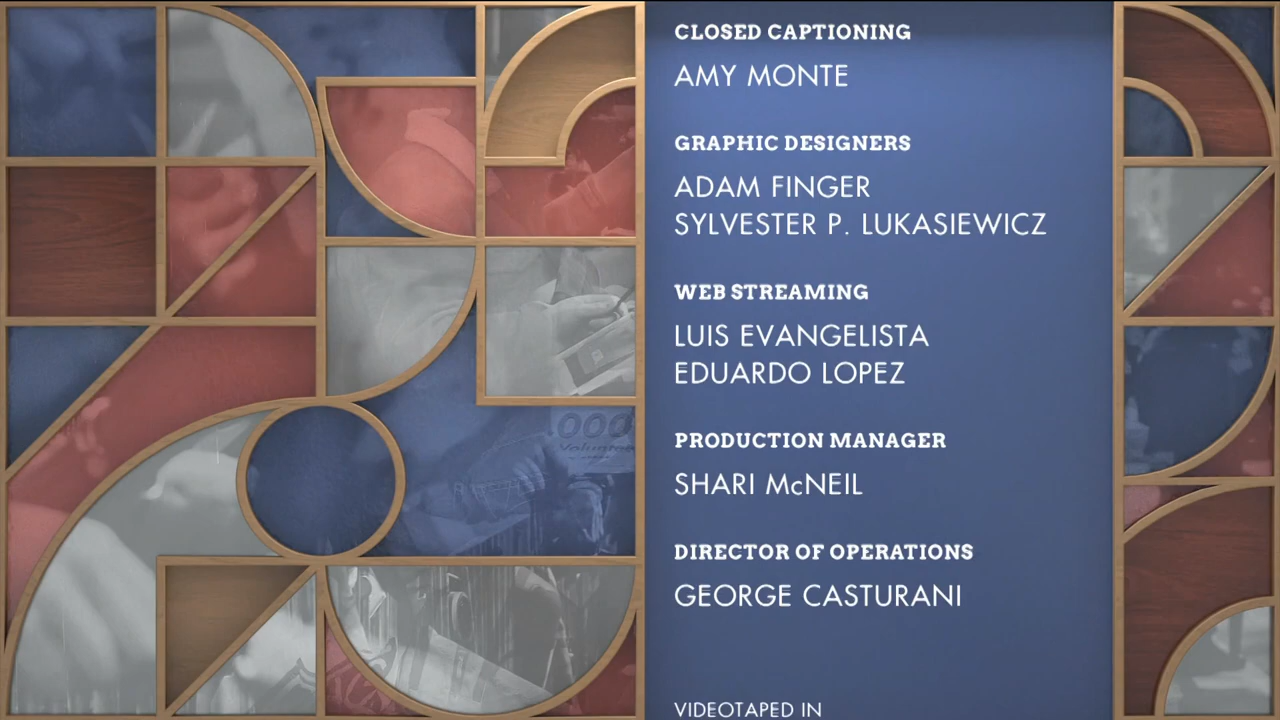 CLOSED CAPTIONING
AMY MONTE
GRAPHIC DESIGNERS
ADAM FINGER
SYLVESTER P. LUKASIEWICZ
WEB STREAMING
LUIS EVANGELISTA
EDUARDO LOPEZ
PRODUCTION MANAGER
SHARI McNEIL
DIRECTOR OF OPERATIONS
GEORGE CASTURANI
VIDEOTAPED IN
000